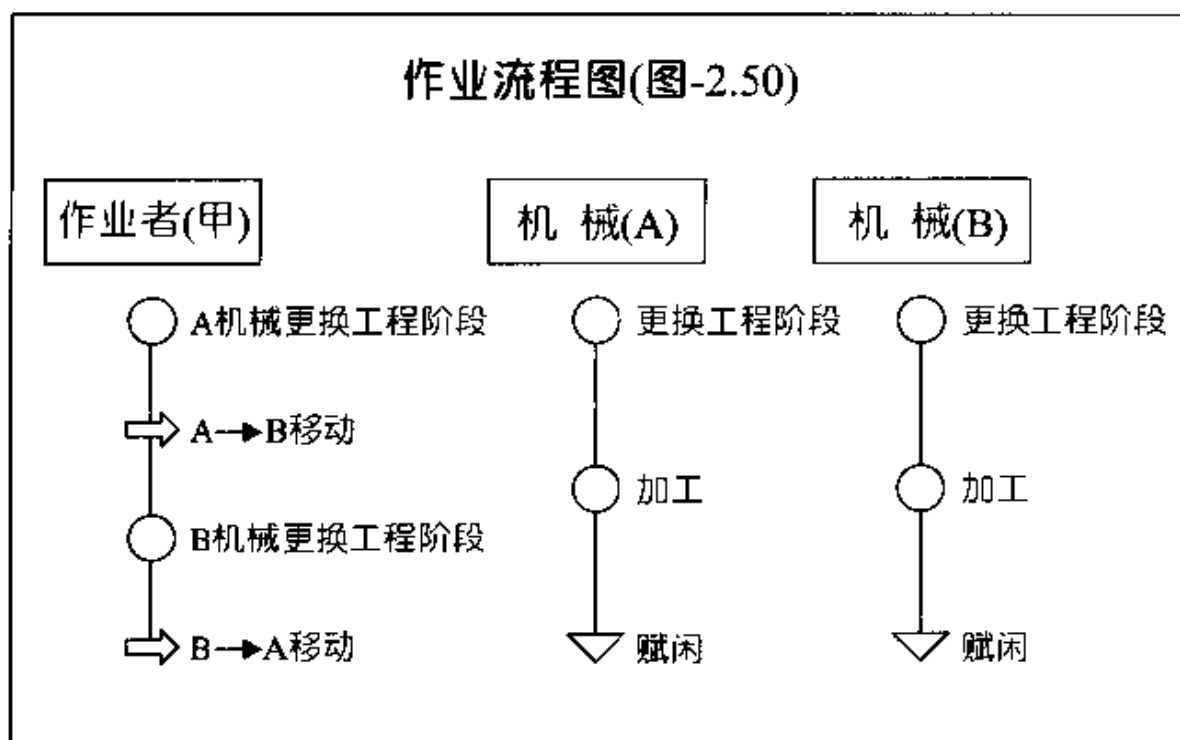 作业流程图(图-2.50)
作业者(甲)
机 械(A)
机 械(B)
A机械更换工程阶段
更换工程阶段
更换工程阶段
A→B移动
加工
加工
B机械更换工程阶段
B→A移动
赋闲
赋闲